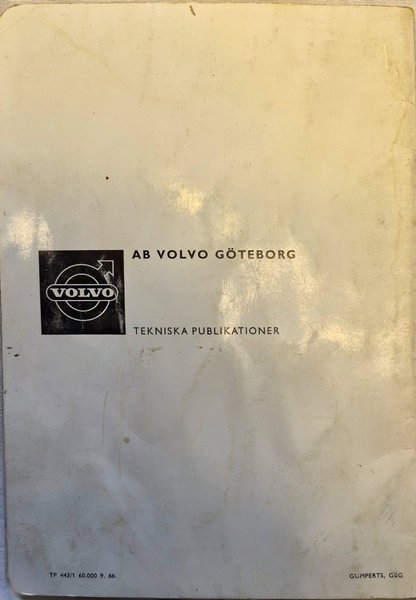 AB VOLVO GÖTEBORG
VOLVO
TEKNISKA PUBLIKATIONER
TP 443/1 60.000 9. 66.
GUMPERTS, GBG